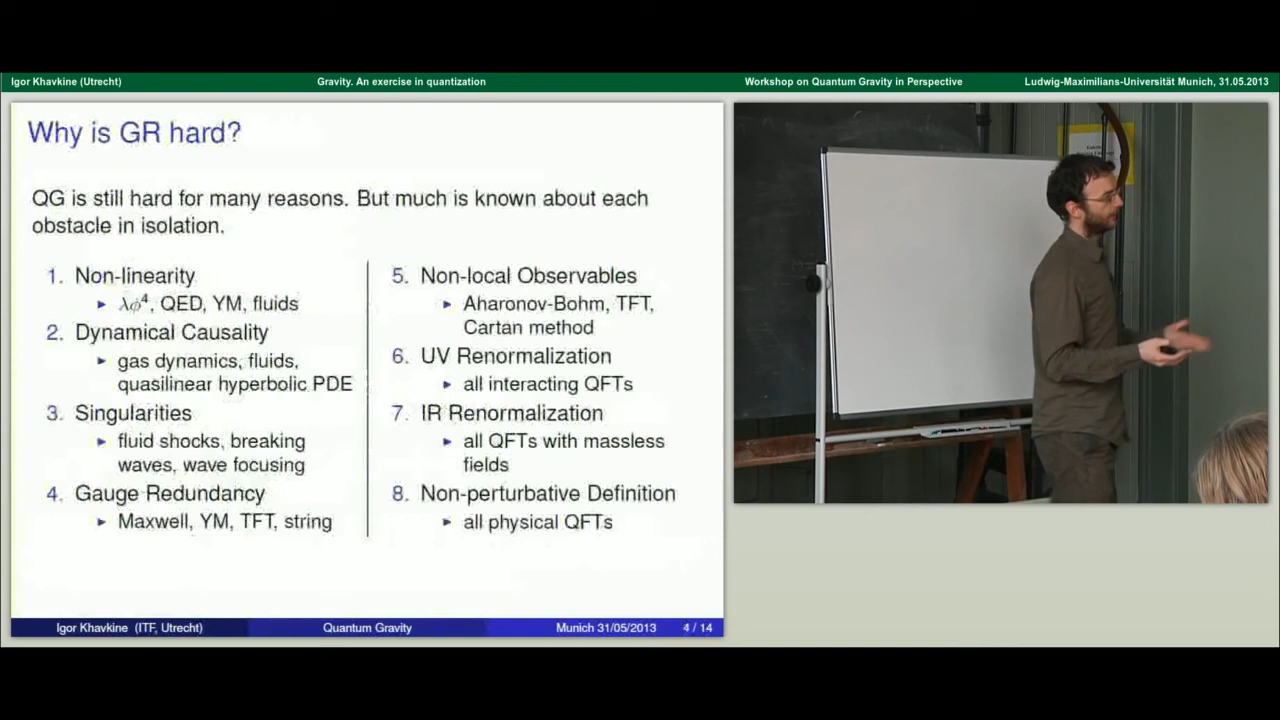 Igor Khavkine (Utrecht)
Gravity. An exercise in quantization
Workshop on Quantum Gravity in Perspective
Ludwig-Maximilians-Universität Munich, 31.05.2013
Why is GR hard?
QG is still hard for many reasons. But much is known about each
obstacle in isolation.
1. Non-linearity
► λϕ⁴, QED, YM, fluids
2. Dynamical Causality
► gas dynamics, fluids,
quasilinear hyperbolic PDE
3. Singularities
► fluid shocks, breaking
waves, wave focusing
4. Gauge Redundancy
► Maxwell, YM, TFT, string
5. Non-local Observables
► Aharonov-Bohm, TFT,
Cartan method
6. UV Renormalization
► all interacting QFTs
7. IR Renormalization
► all QFTs with massless
fields
8. Non-perturbative Definition
► all physical QFTs
Igor Khavkine (ITF, Utrecht)
Quantum Gravity
Munich 31/05/2013
4 / 14